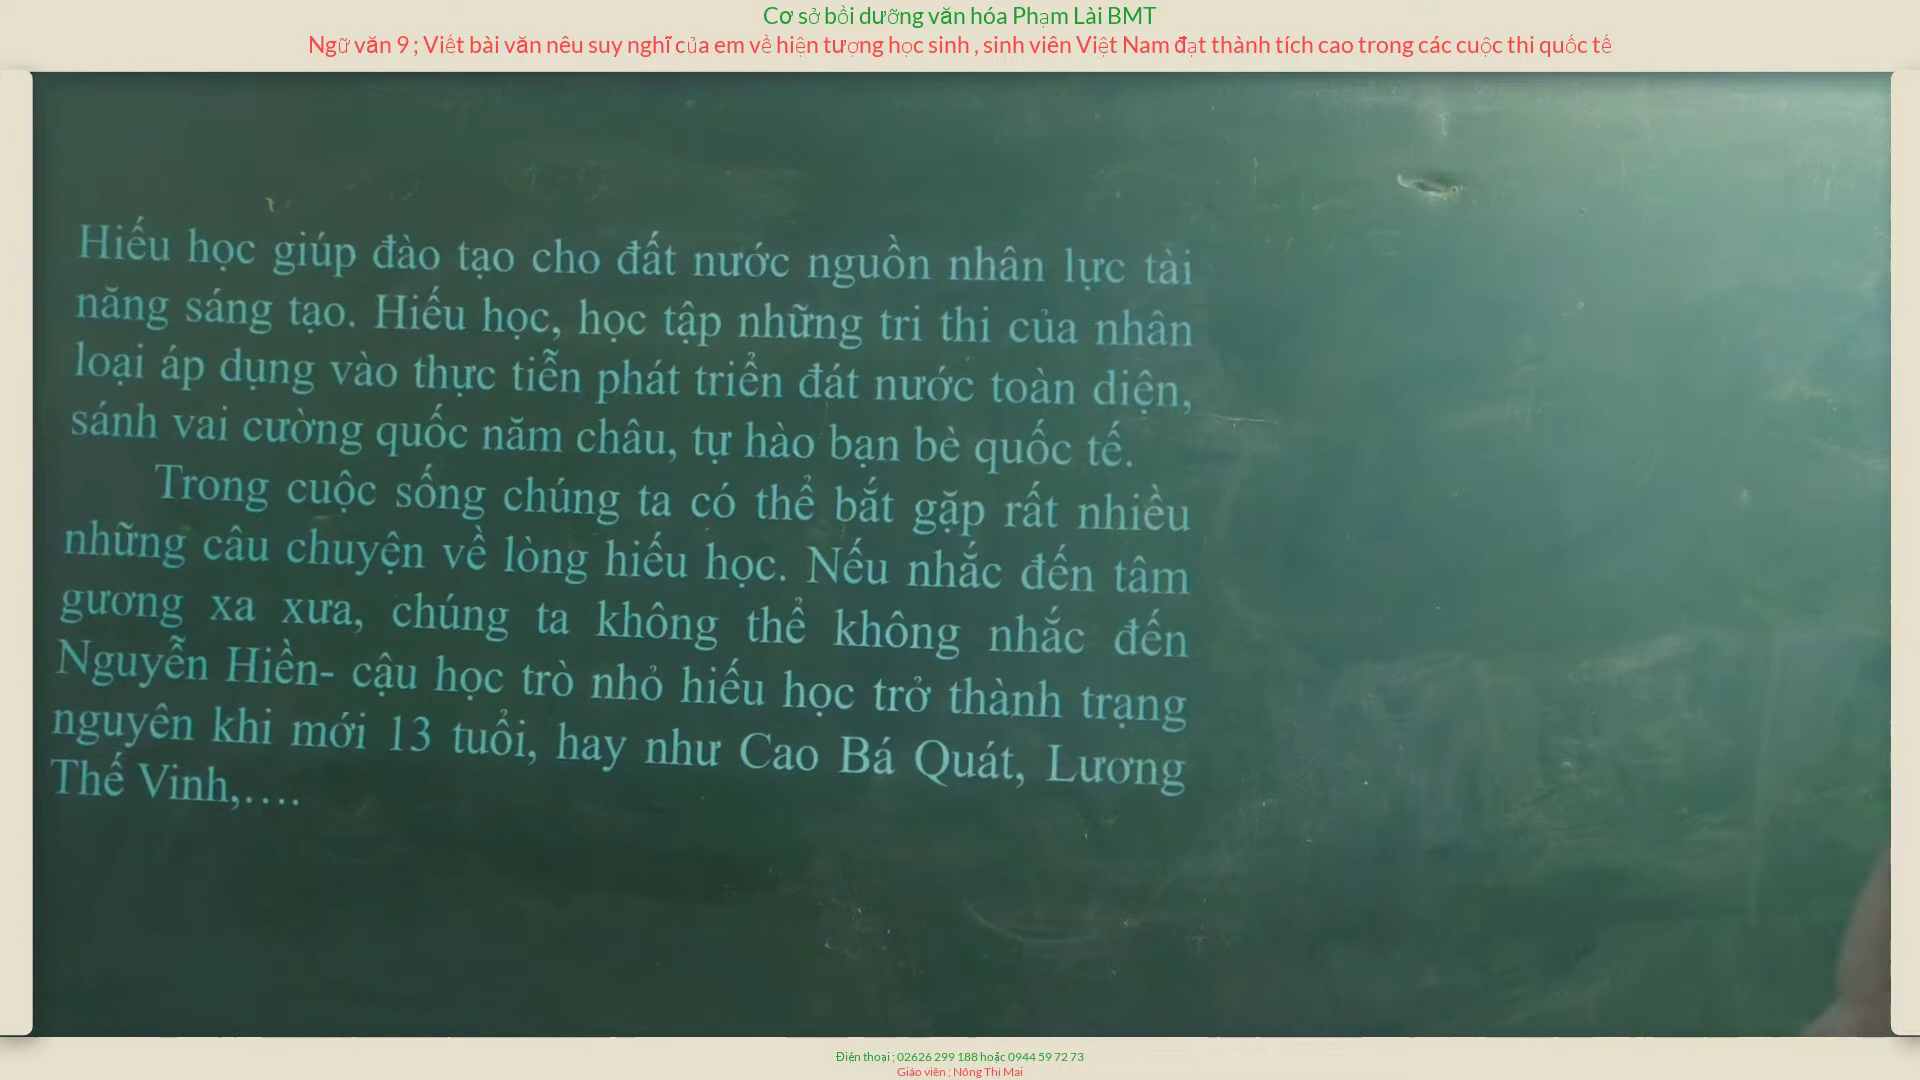 Cơ sở bồi dưỡng văn hóa Phạm Lài BMT
Ngữ văn 9 ; Viết bài văn nêu suy nghĩ của em về hiện tượng học sinh , sinh viên Việt Nam đạt thành tích cao trong các cuộc thi quốc tế
Hiếu học giúp đào tạo cho đất nước nguồn nhân lực tài
năng sáng tạo. Hiếu học, học tập những tri thi của nhân
loại áp dụng vào thực tiễn phát triển đát nước toàn diện,
sánh vai cường quốc năm châu, tự hào bạn bè quốc tế.
Trong cuộc sống chúng ta có thể bắt gặp rất nhiều
những câu chuyện về lòng hiếu học. Nếu nhắc đến tâm
gương xa xưa, chúng ta không thể không nhắc đến
Nguyễn Hiền- cậu học trò nhỏ hiếu học trở thành trạng
nguyên khi mới 13 tuổi, hay như Cao Bá Quát, Lương
Thế Vinh,....
Điện thoại ; 02626 299 188 hoặc 0944 59 72 73
Giáo viên ; Nông Thị Mai